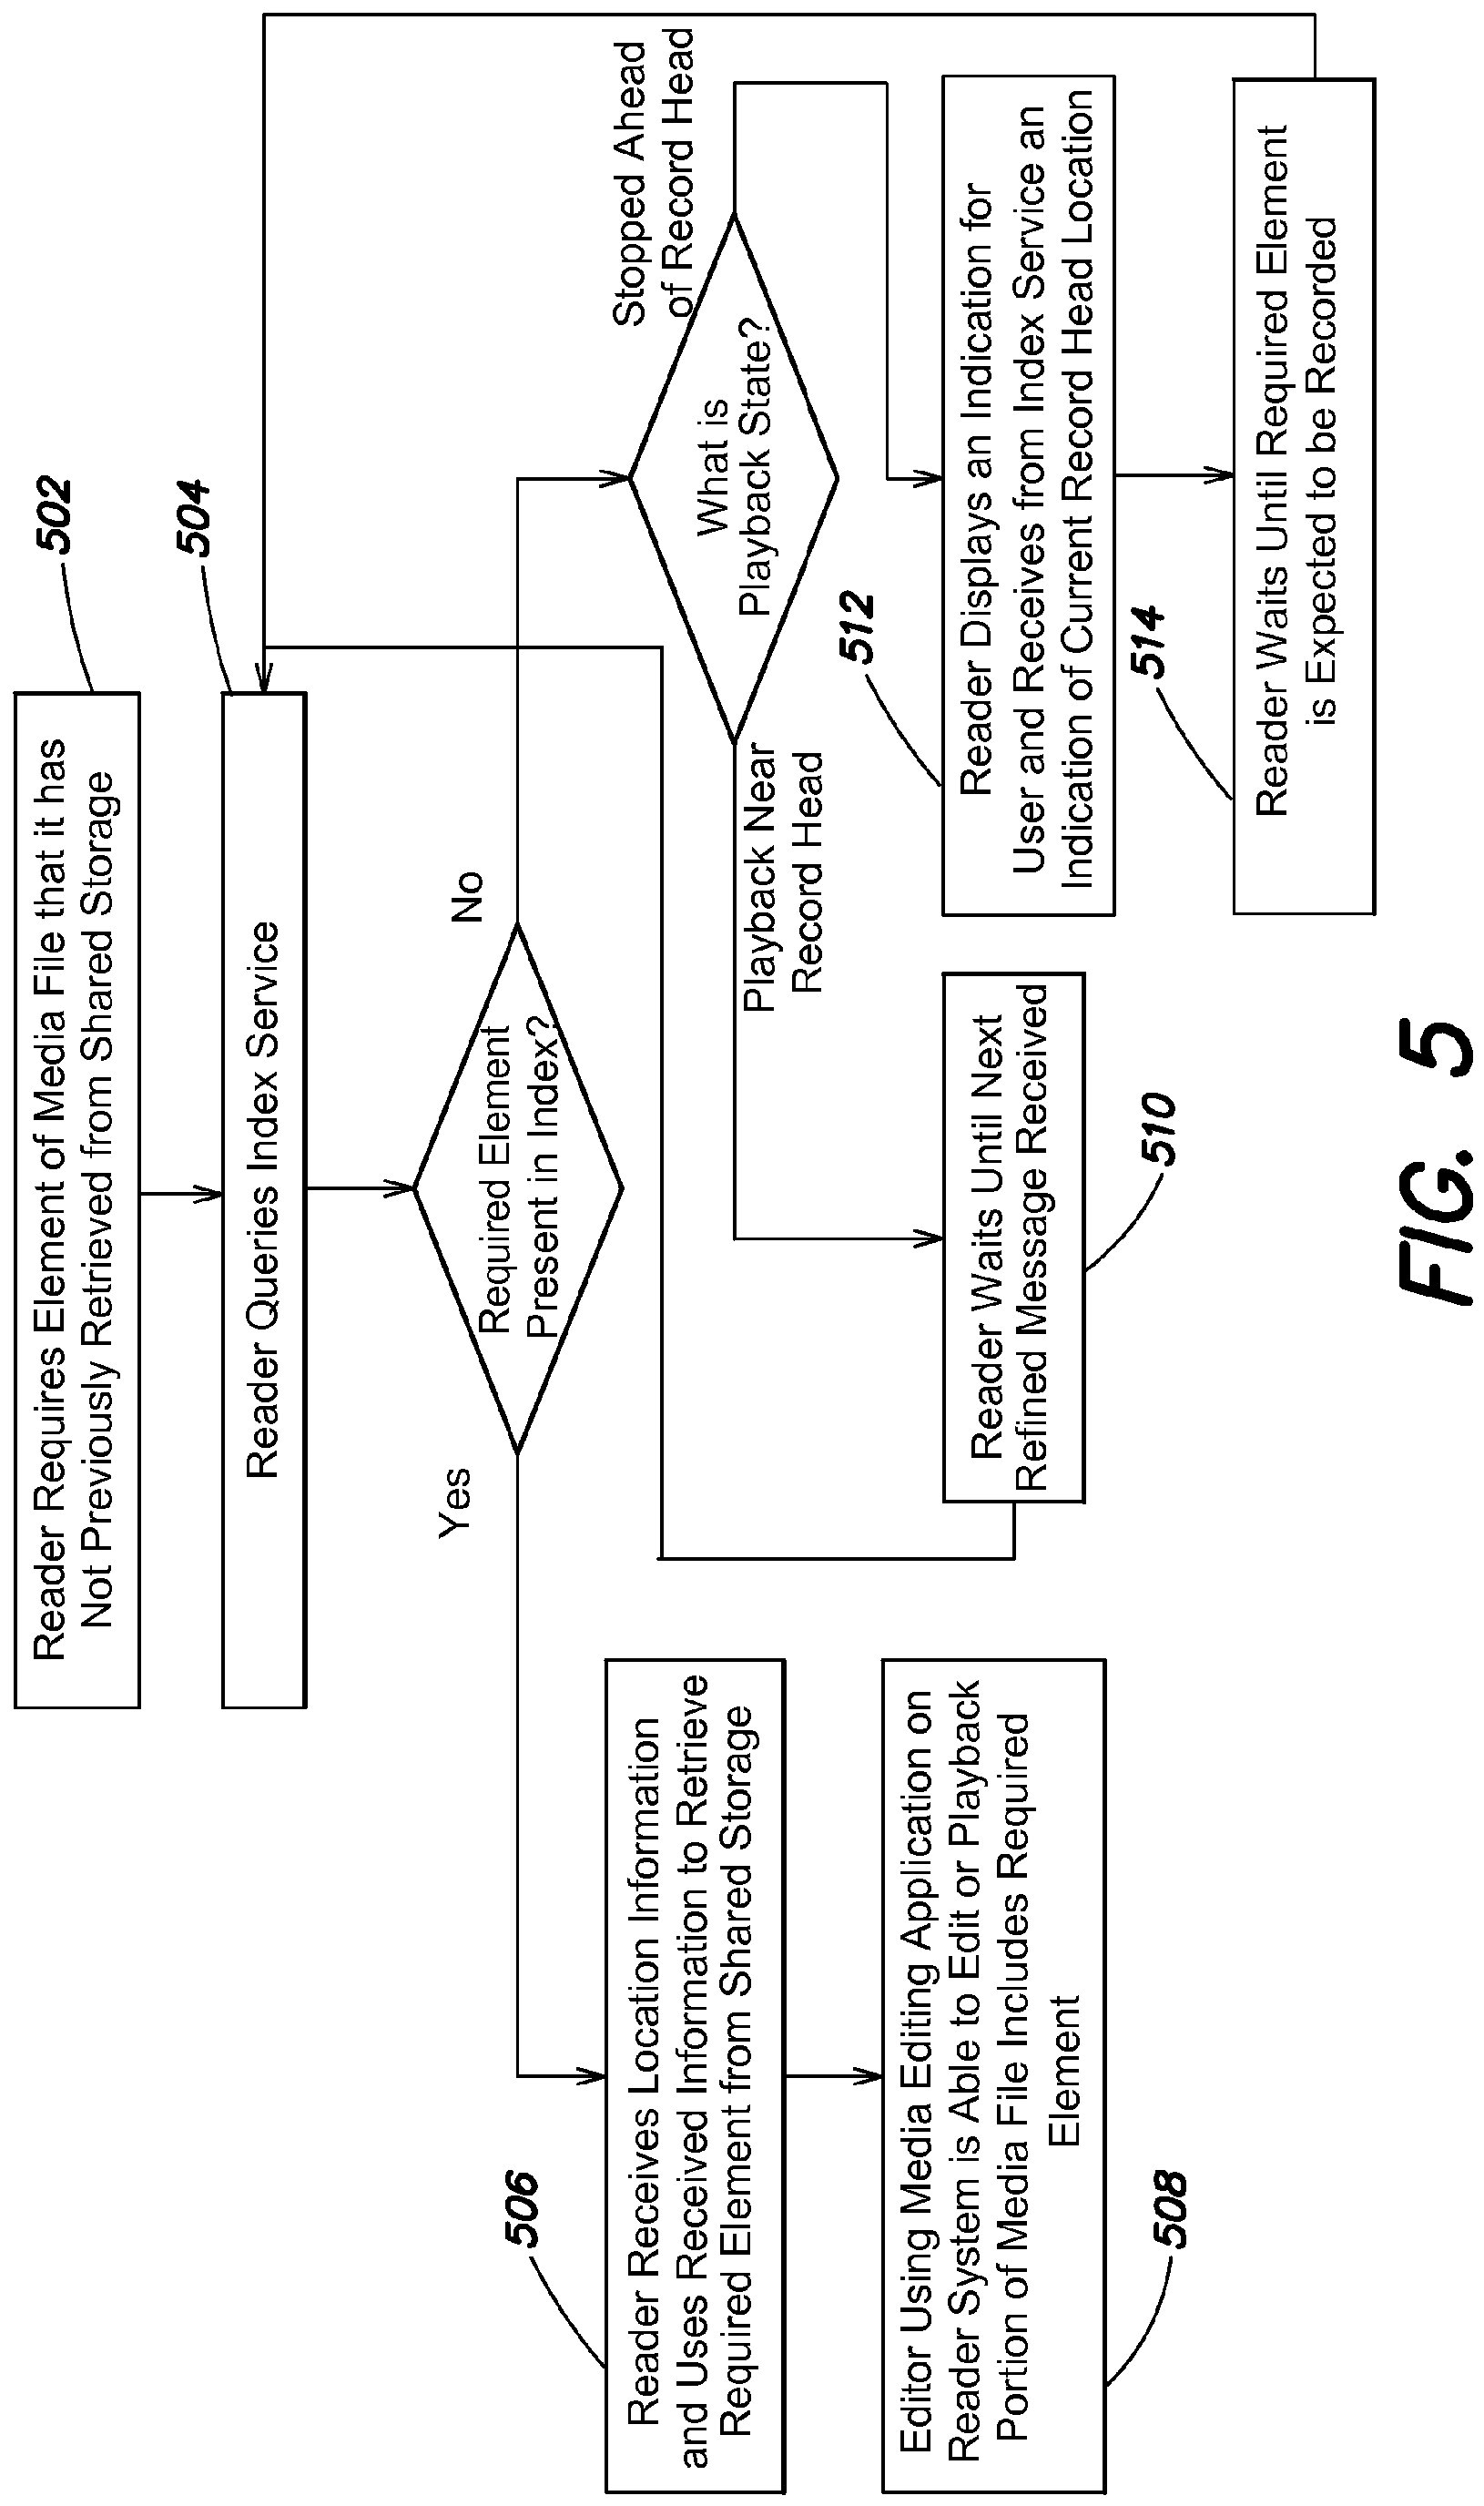 502
Reader Requires Element of Media File that it has
Not Previously Retrieved from Shared Storage
504
Reader Queries Index Service
Required Element
Present in Index?
Yes
No
506
Reader Receives Location Information
and Uses Received Information to Retrieve
Required Element from Shared Storage
508
Editor Using Media Editing Application on
Reader System is Able to Edit or Playback
Portion of Media File Includes Required
Element
What is
Playback State?
Playback Near
Record Head
Stopped Ahead
of Record Head
510
Reader Waits Until Next
Refined Message Received
512
Reader Displays an Indication for
User and Receives from Index Service an
Indication of Current Record Head Location
514
Reader Waits Until Required Element
is Expected to be Recorded
FIG. 5